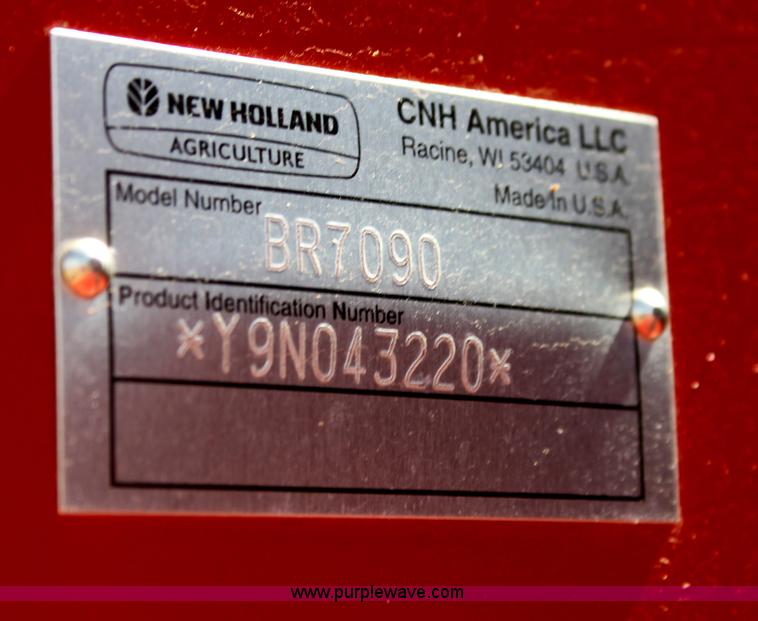 NEW HOLLAND
AGRICULTURE
CNH America LLC
Racine, WI 53404 U.S.A.
Made in U.S.A.
Model Number
BR7090
Product Identification Number
*Y9N043220*
www.purplewave.com